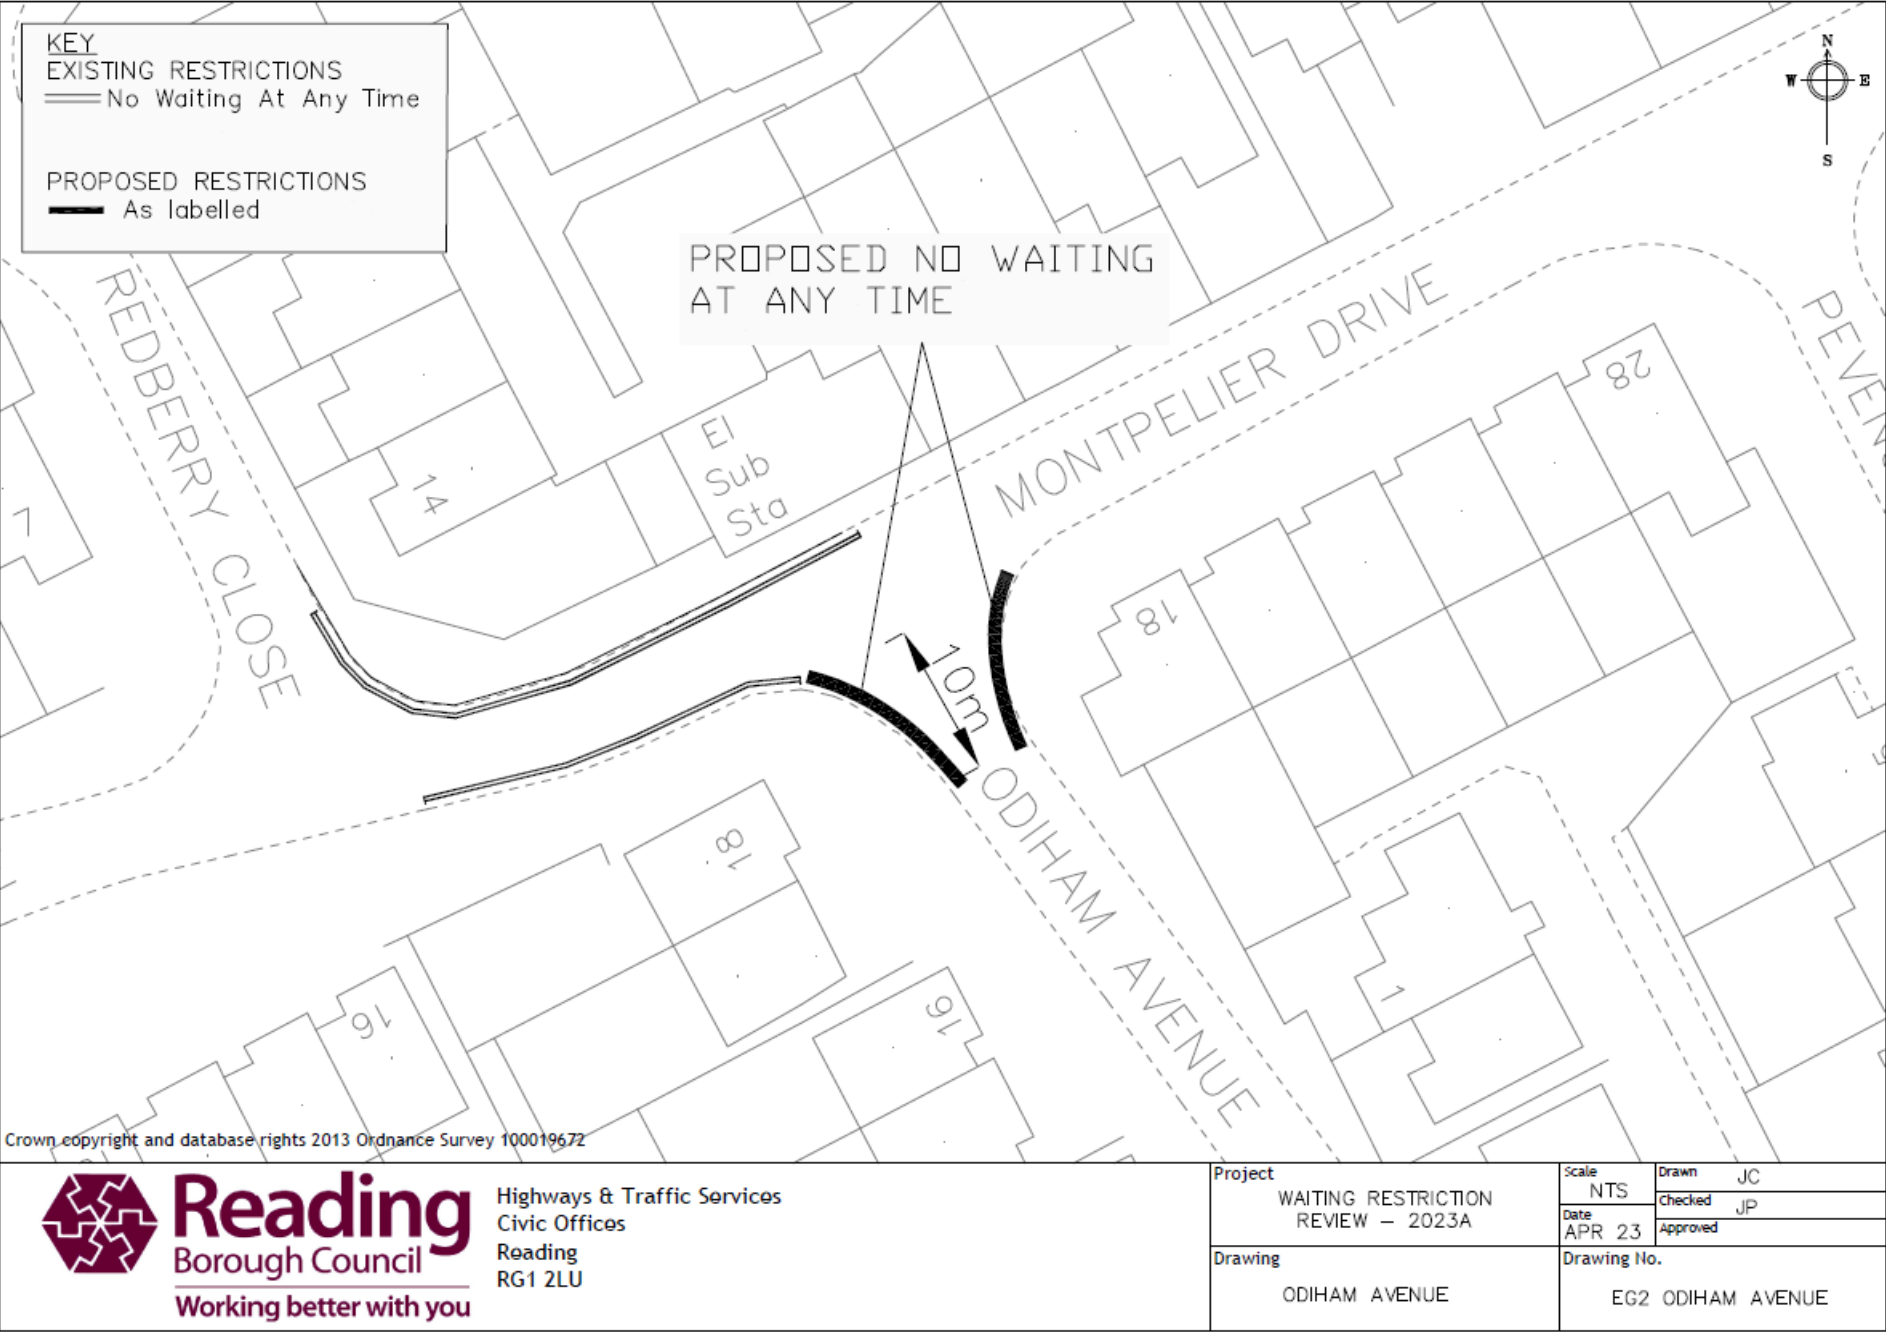 KEY
EXISTING RESTRICTIONS
No Waiting At Any Time
PROPOSED RESTRICTIONS
As labelled
N
W E
S
PROPOSED NO WAITING
AT ANY TIME
REDBERRY CLOSE
MONTPELIER DRIVE
ODIHAM AVENUE
El
Sub
Sta
14
7
28
18
10m
18
16
16
1
Crown copyright and database rights 2013 Ordnance Survey 100019672
Reading
Borough Council
Working better with you
Highways & Traffic Services
Civic Offices
Reading
RG1 2LU
Project
WAITING RESTRICTION
REVIEW – 2023A
Drawing
ODIHAM AVENUE
Scale
NTS
Date
APR 23
Drawn JC
Checked JP
Approved
Drawing No.
EG2 ODIHAM AVENUE